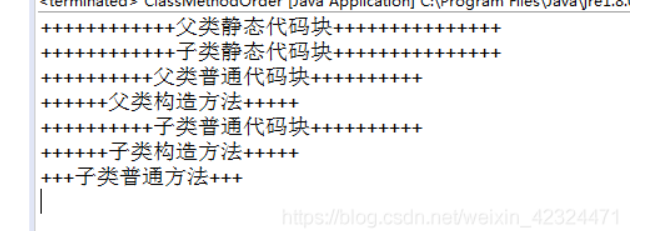 <terminated> ClassMethodOrder [Java Application] C:\Program Files\Java\jre1.8.0
++++++++++++父类静态代码块+++++++++++++++
++++++++++++子类静态代码块+++++++++++++++
++++++++++父类普通代码块++++++++++
++++++父类构造方法+++++
++++++++++子类普通代码块++++++++++
++++++子类构造方法+++++
+++子类普通方法+++
https://blog.csdn.net/weixin_42324471